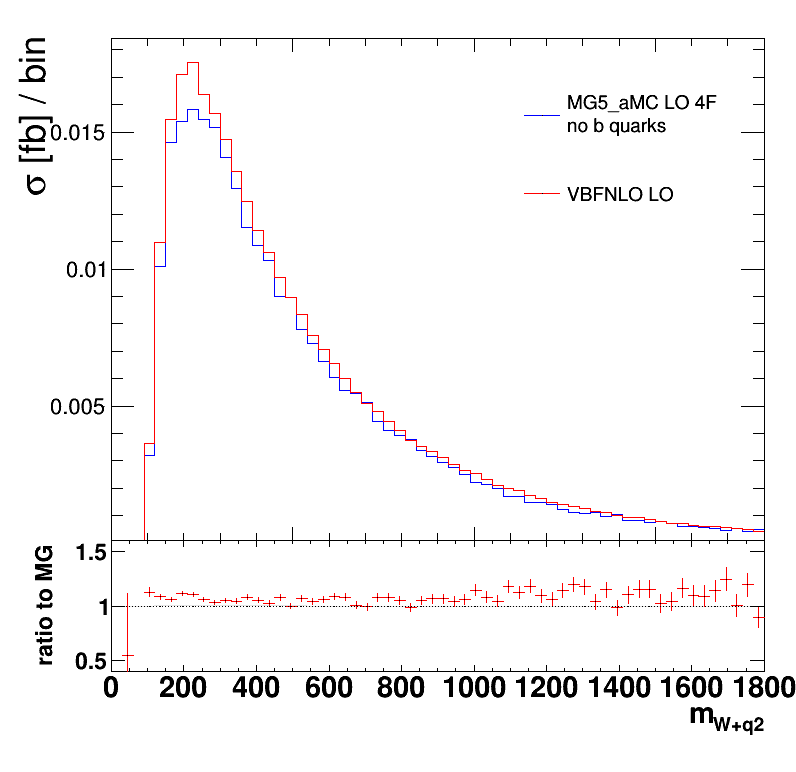 σ [fb] / bin
0.015
0.01
0.005
MG5_aMC LO 4F
no b quarks
VBFNLO LO
ratio to MG
1.5
1
0.5
0 200 400 600 800 1000 1200 1400 1600 1800
m_{W+q2}